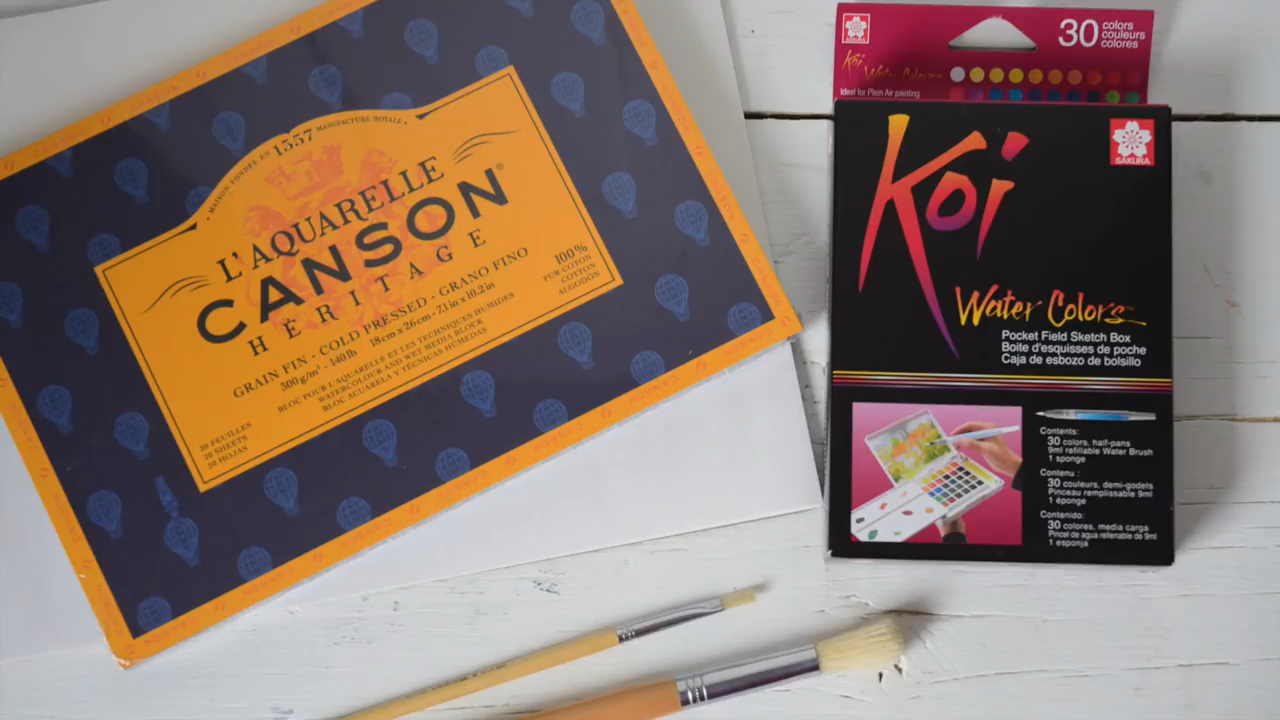 MAISON FONDÉE EN 1557 MANUFACTURE ROYALE
L'AQUARELLE
CANSON®
HÉRITAGE
GRAIN FIN - COLD PRESSED - GRANO FINO
300g/m² - 140lb 18cm x 26cm - 7.1in x 10.2in
BLOC POUR L'AQUARELLE ET LES TECHNIQUES HUMIDES
WATERCOLOUR AND WET MEDIA BLOCK
BLOC ACUARELA Y TÉCNICAS HUMEDAS
100%
PUR COTON
COTTON
ALGODÓN
20 FEUILLES
20 SHEETS
20 HOJAS
30 colors
couleurs
colores
Koi Water Colors
Ideal for Plein Air painting
Koi
SAKURA
Water Colors™
Pocket Field Sketch Box
Boite d'esquisses de poche
Caja de esbozo de bolsillo
Contents:
30 colors, half-pans
9ml refillable Water Brush
1 sponge
Contenu :
30 couleurs, demi-godets
Pinceau remplissable 9ml
1 éponge
Contenido:
30 colores, media carga
Pincel de agua rellenable de 9ml
1 esponja